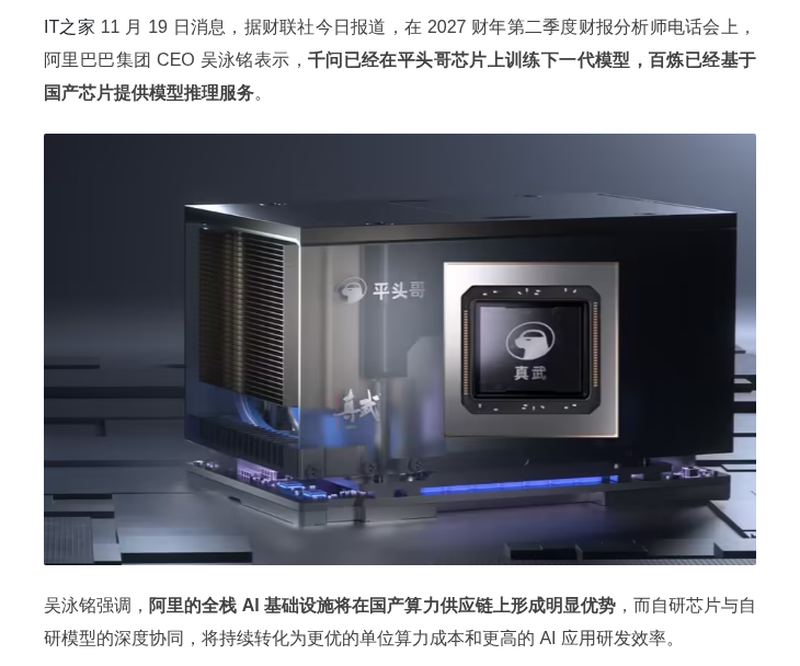 IT之家 11 月 19 日消息，据财联社今日报道，在 2027 财年第二季度财报分析师电话会上，
阿里巴巴集团 CEO 吴泳铭表示，千问已经在平头哥芯片上训练下一代模型，百炼已经基于
国产芯片提供模型推理服务。
平头哥
真武
真武
吴泳铭强调，阿里的全栈 AI 基础设施将在国产算力供应链上形成明显优势，而自研芯片与自
研模型的深度协同，将持续转化为更优的单位算力成本和更高的 AI 应用研发效率。